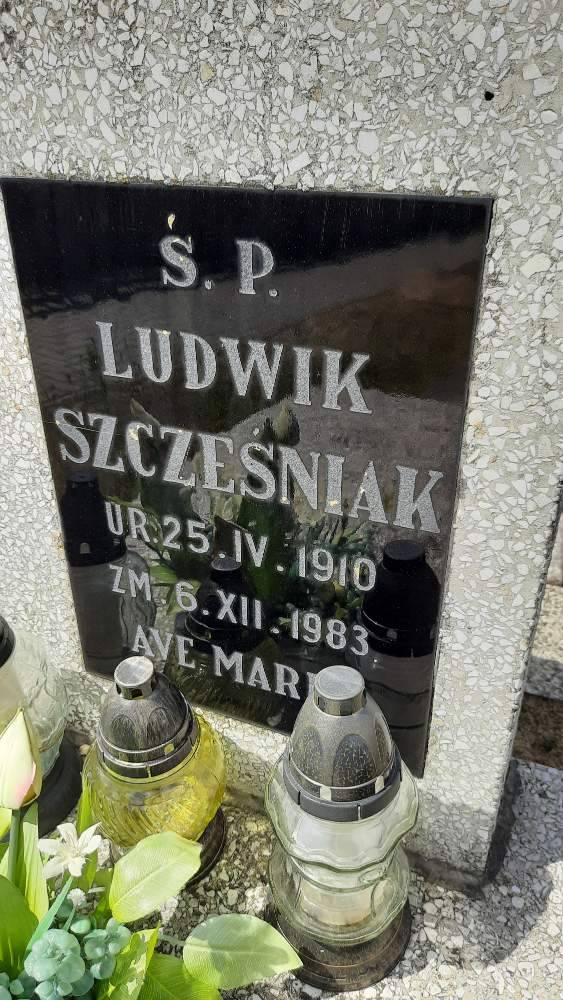 Ś. P.
LUDWIK
SZCZEŚNIAK
UR. 25. IV. 1910
ZM. 6. XII. 1983
AVE